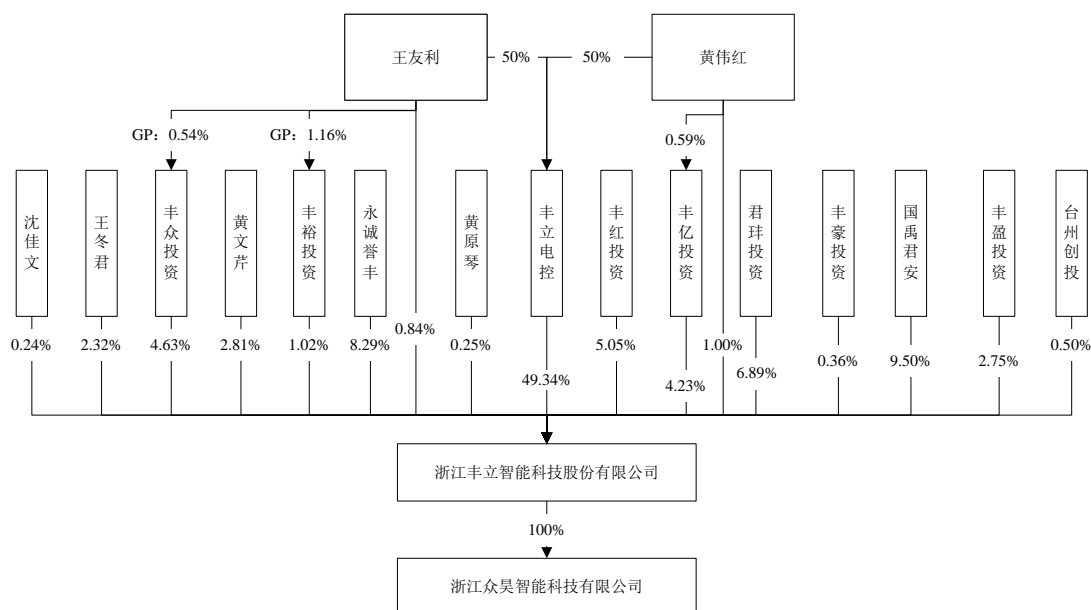 王友利
50%
50%
黄伟红
GP：0.54%
GP：1.16%
0.59%
沈佳文
王冬君
丰众投资
黄文芹
丰裕投资
永诚誉丰
黄原琴
丰立电控
丰红投资
丰亿投资
君玤投资
丰豪投资
国禹君安
丰盈投资
台州创投
0.24%
2.32%
4.63%
2.81%
1.02%
8.29%
0.84%
0.25%
49.34%
5.05%
4.23%
1.00%
6.89%
0.36%
9.50%
2.75%
0.50%
浙江丰立智能科技股份有限公司
100%
浙江众昊智能科技有限公司